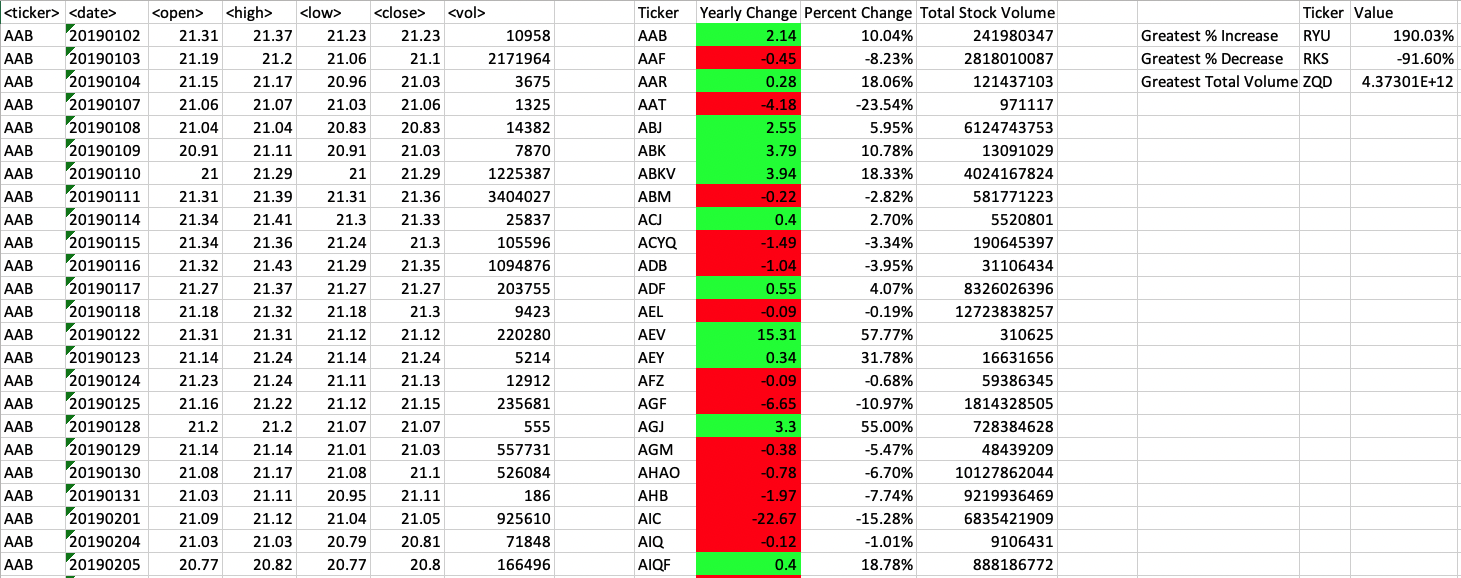 <ticker> <date> <open> <high> <low> <close> <vol> Ticker Yearly Change Percent Change Total Stock Volume Ticker Value
AAB 20190102 21.31 21.37 21.23 21.23 10958 AAB 2.14 10.04% 241980347 Greatest % Increase RYU 190.03%
AAB 20190103 21.19 21.2 21.06 21.1 2171964 AAF -0.45 -8.23% 2818010087 Greatest % Decrease RKS -91.60%
AAB 20190104 21.15 21.17 20.96 21.03 3675 AAR 0.28 18.06% 121437103 Greatest Total Volume ZQD 4.37301E+12
AAB 20190107 21.06 21.07 21.03 21.06 1325 AAT -4.18 -23.54% 971117
AAB 20190108 21.04 21.04 20.83 20.83 14382 ABJ 2.55 5.95% 6124743753
AAB 20190109 20.91 21.11 20.91 21.03 7870 ABK 3.79 10.78% 13091029
AAB 20190110 21 21.29 21 21.29 1225387 ABKV 3.94 18.33% 4024167824
AAB 20190111 21.31 21.39 21.31 21.36 3404027 ABM -0.22 -2.82% 581771223
AAB 20190114 21.34 21.41 21.3 21.33 25837 ACJ 0.4 2.70% 5520801
AAB 20190115 21.34 21.36 21.24 21.3 105596 ACYQ -1.49 -3.34% 190645397
AAB 20190116 21.32 21.43 21.29 21.35 1094876 ADB -1.04 -3.95% 31106434
AAB 20190117 21.27 21.37 21.27 21.27 203755 ADF 0.55 4.07% 8326026396
AAB 20190118 21.18 21.32 21.18 21.3 9423 AEL -0.09 -0.19% 12723838257
AAB 20190122 21.31 21.31 21.12 21.12 220280 AEV 15.31 57.77% 310625
AAB 20190123 21.14 21.24 21.14 21.24 5214 AEY 0.34 31.78% 16631656
AAB 20190124 21.23 21.24 21.11 21.13 12912 AFZ -0.09 -0.68% 59386345
AAB 20190125 21.16 21.22 21.12 21.15 235681 AGF -6.65 -10.97% 1814328505
AAB 20190128 21.2 21.2 21.07 21.07 555 AGJ 3.3 55.00% 728384628
AAB 20190129 21.14 21.14 21.01 21.03 557731 AGM -0.38 -5.47% 48439209
AAB 20190130 21.08 21.17 21.08 21.1 526084 AHAO -0.78 -6.70% 10127862044
AAB 20190131 21.03 21.11 20.95 21.11 186 AHB -1.97 -7.74% 9219936469
AAB 20190201 21.09 21.12 21.04 21.05 925610 AIC -22.67 -15.28% 6835421909
AAB 20190204 21.03 21.03 20.79 20.81 71848 AIQ -0.12 -1.01% 9106431
AAB 20190205 20.77 20.82 20.77 20.8 166496 AIQF 0.4 18.78% 888186772